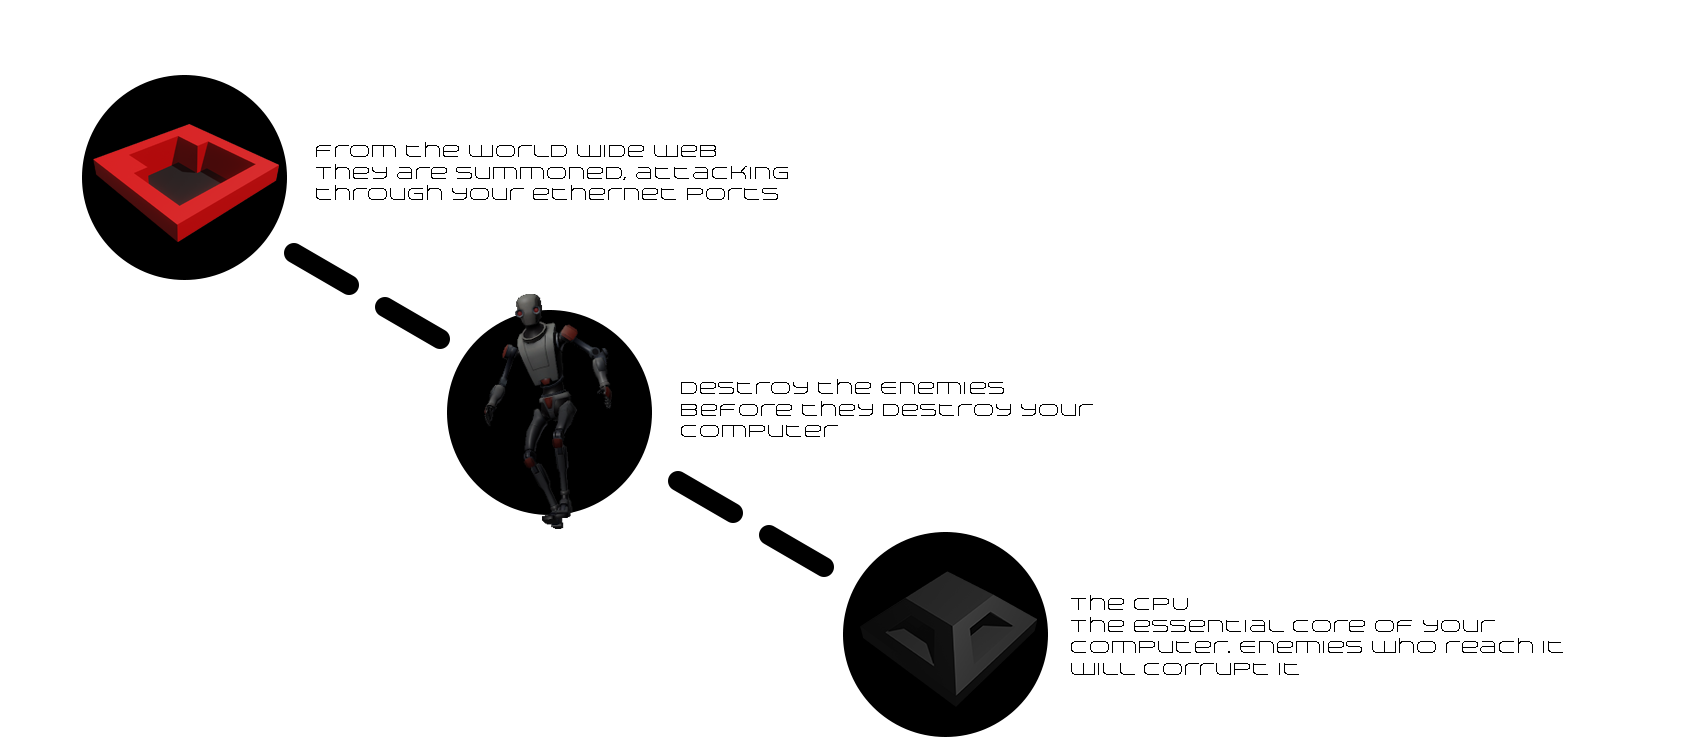 From the World Wide Web
They are summoned, attacking
through your ethernet ports
Destroy the Enemies
Before they Destroy your
computer
The CPU
The essential core of your
computer. Enemies who reach it
will corrupt it